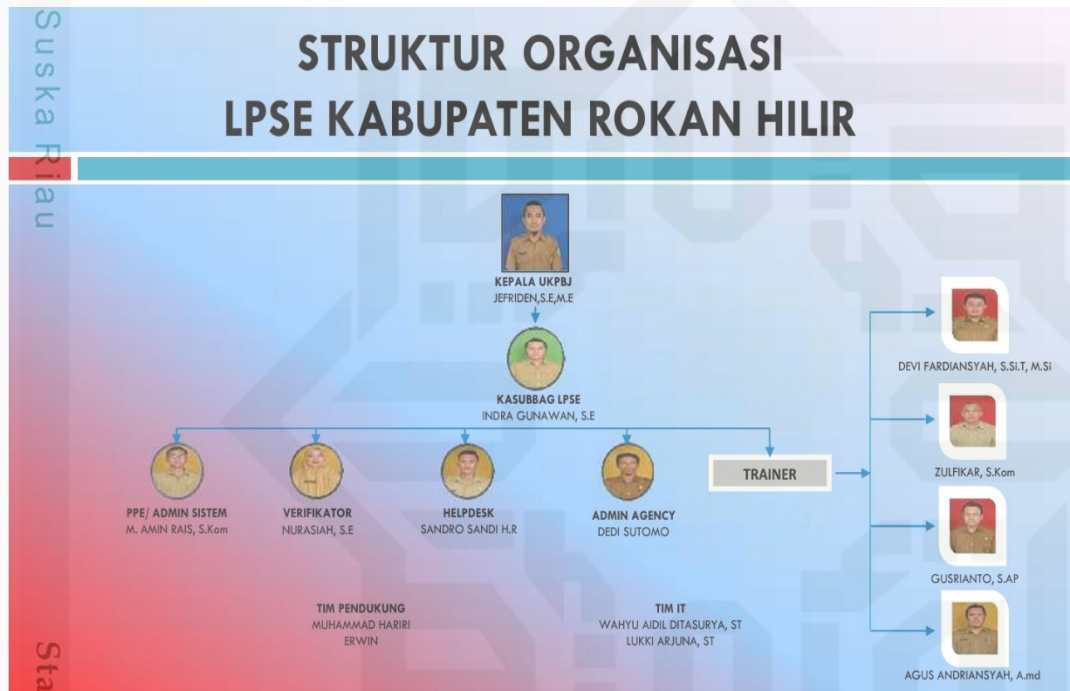 Suska Riau
STRUKTUR ORGANISASI
LPSE KABUPATEN ROKAN HILIR
KEPALA UKPBJ
JEFRIDEN,S.E,M.E
KASUBBAG LPSE
INDRA GUNAWAN, S.E
PPE/ ADMIN SISTEM
M. AMIN RAIS, S.Kom
VERIFIKATOR
NURASIAH, S.E
HELPDESK
SANDRO SANDI H.R
ADMIN AGENCY
DEDI SUTOMO
TRAINER
DEVI FARDIANSYAH, S.Si.T, M.Si
ZULFIKAR, S.Kom
GUSRIANTO, S.AP
AGUS ANDRIANSYAH, A.md
TIM PENDUKUNG
MUHAMMAD HARIRI
ERWIN
TIM IT
WAHYU AIDIL DITASURYA, ST
LUKKI ARJUNA, ST
Sta